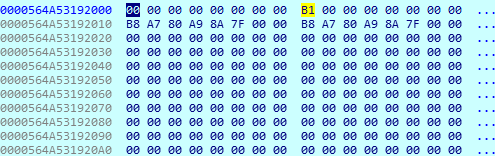 0000564A53192000 00 00 00 00 00 00 00 00 B1 00 00 00 00 00 00 00 ...
0000564A53192010 B8 A7 80 A9 8A 7F 00 00 B8 A7 80 A9 8A 7F 00 00 ...
0000564A53192020 00 00 00 00 00 00 00 00 00 00 00 00 00 00 00 00 ...
0000564A53192030 00 00 00 00 00 00 00 00 00 00 00 00 00 00 00 00 ...
0000564A53192040 00 00 00 00 00 00 00 00 00 00 00 00 00 00 00 00 ...
0000564A53192050 00 00 00 00 00 00 00 00 00 00 00 00 00 00 00 00 ...
0000564A53192060 00 00 00 00 00 00 00 00 00 00 00 00 00 00 00 00 ...
0000564A53192070 00 00 00 00 00 00 00 00 00 00 00 00 00 00 00 00 ...
0000564A53192080 00 00 00 00 00 00 00 00 00 00 00 00 00 00 00 00 ...
0000564A53192090 00 00 00 00 00 00 00 00 00 00 00 00 00 00 00 00 ...
0000564A531920A0 00 00 00 00 00 00 00 00 00 00 00 00 00 00 00 00 ...